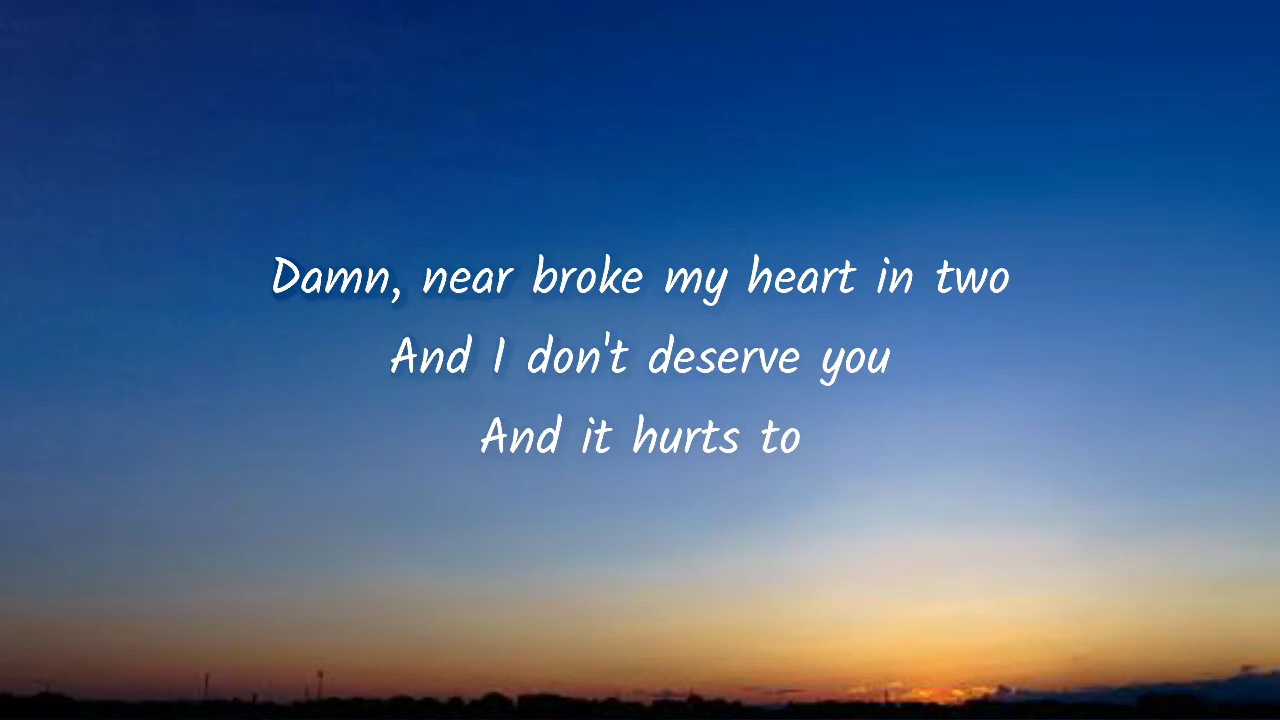 Damn, near broke my heart in two
And I don't deserve you
And it hurts to